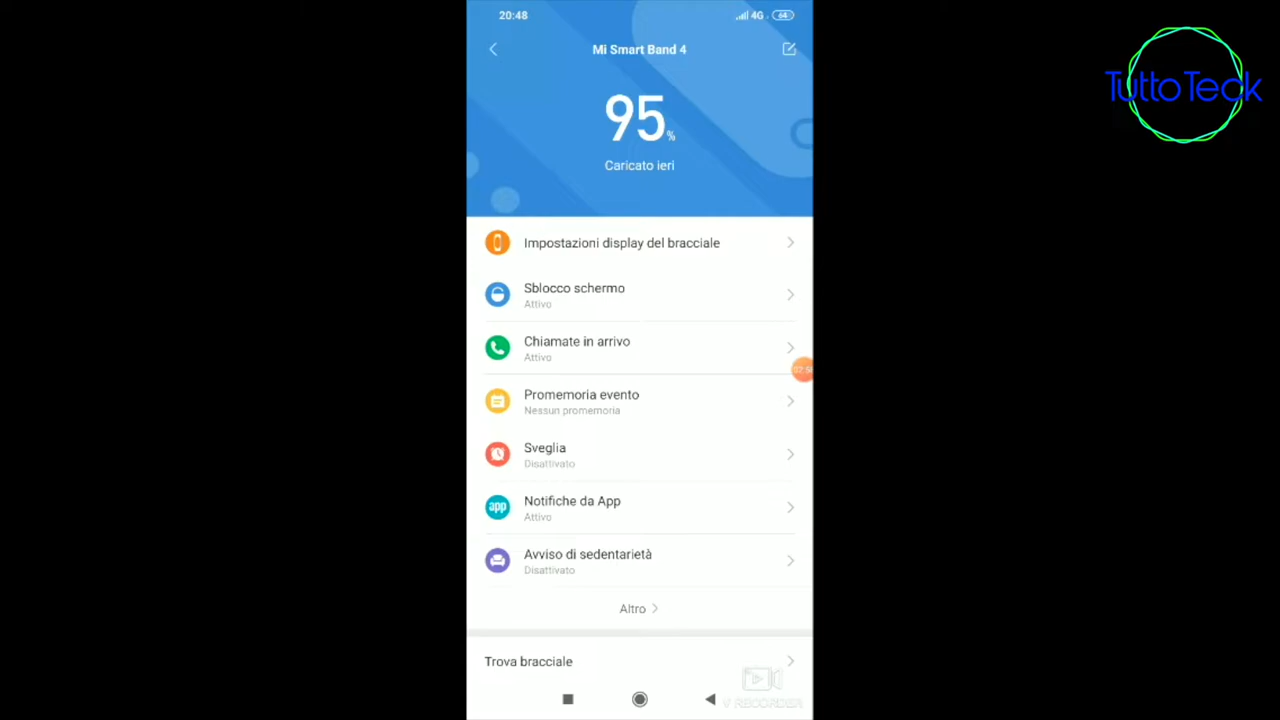 20:48
4G
64
Mi Smart Band 4
TuttoTeck
95%
Caricato ieri
Impostazioni display del bracciale
Sblocco schermo
Attivo
Chiamate in arrivo
Attivo
Promemoria evento
Nessun promemoria
Sveglia
Disattivato
Notifiche da App
app
Attivo
Avviso di sedentarietà
Disattivato
Altro
Trova bracciale
V RECORDER